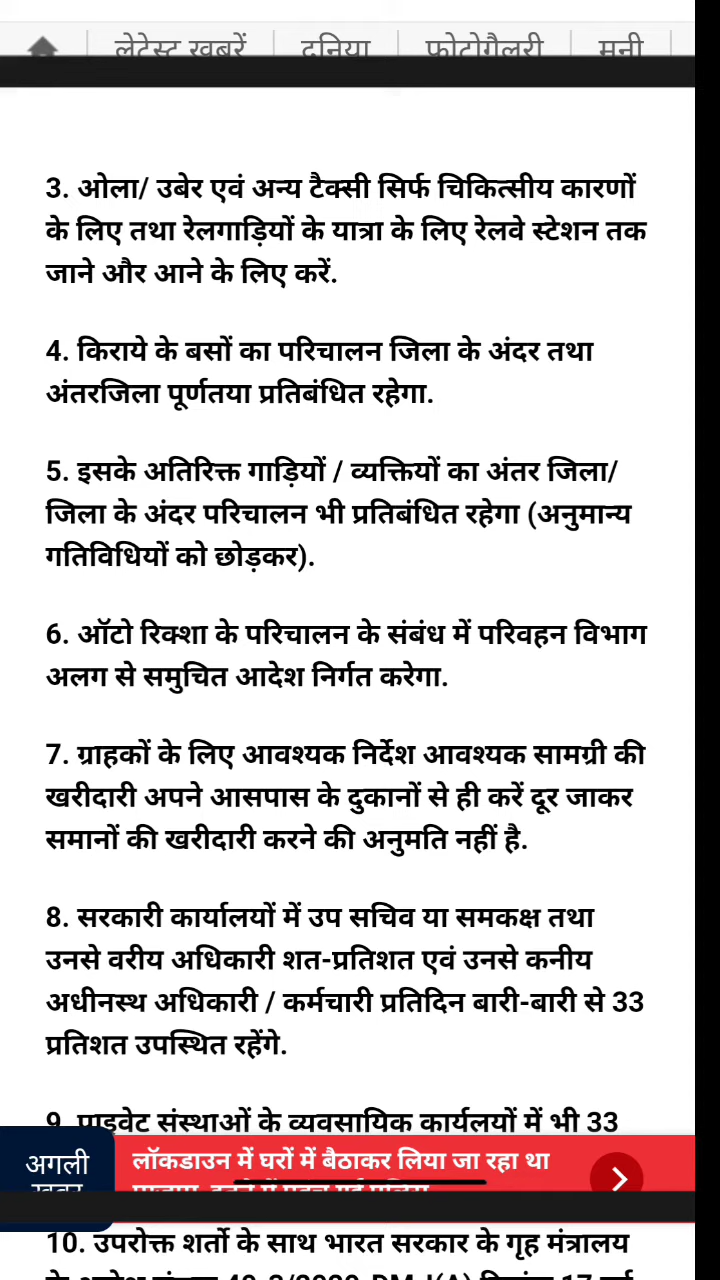 लेटेस्ट खबरें दुनिया फोटोगैलरी मनी
3. ओला/ उबेर एवं अन्य टैक्सी सिर्फ चिकित्सीय कारणों
के लिए तथा रेलगाड़ियों के यात्रा के लिए रेलवे स्टेशन तक
जाने और आने के लिए करें.
4. किराये के बसों का परिचालन जिला के अंदर तथा
अंतरजिला पूर्णतया प्रतिबंधित रहेगा.
5. इसके अतिरिक्त गाड़ियों / व्यक्तियों का अंतर जिला/
जिला के अंदर परिचालन भी प्रतिबंधित रहेगा (अनुमान्य
गतिविधियों को छोड़कर).
6. ऑटो रिक्शा के परिचालन के संबंध में परिवहन विभाग
अलग से समुचित आदेश निर्गत करेगा.
7. ग्राहकों के लिए आवश्यक निर्देश आवश्यक सामग्री की
खरीदारी अपने आसपास के दुकानों से ही करें दूर जाकर
समानों की खरीदारी करने की अनुमति नहीं है.
8. सरकारी कार्यालयों में उप सचिव या समकक्ष तथा
उनसे वरीय अधिकारी शत-प्रतिशत एवं उनसे कनीय
अधीनस्थ अधिकारी / कर्मचारी प्रतिदिन बारी-बारी से 33
प्रतिशत उपस्थित रहेंगे.
9. प्राइवेट संस्थाओं के व्यवसायिक कार्यलयों में भी 33
अगली
खबर
लॉकडाउन में घरों में बैठाकर लिया जा रहा था
10. उपरोक्त शर्तो के साथ भारत सरकार के गृह मंत्रालय